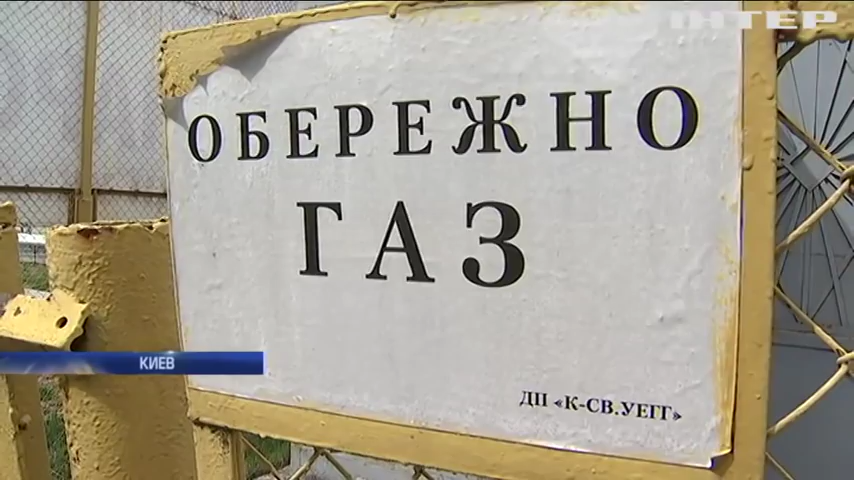 ІНТЕР
ОБЕРЕЖНО
ГАЗ
КИЕВ
ДП «К-СВ.УЕГГ»